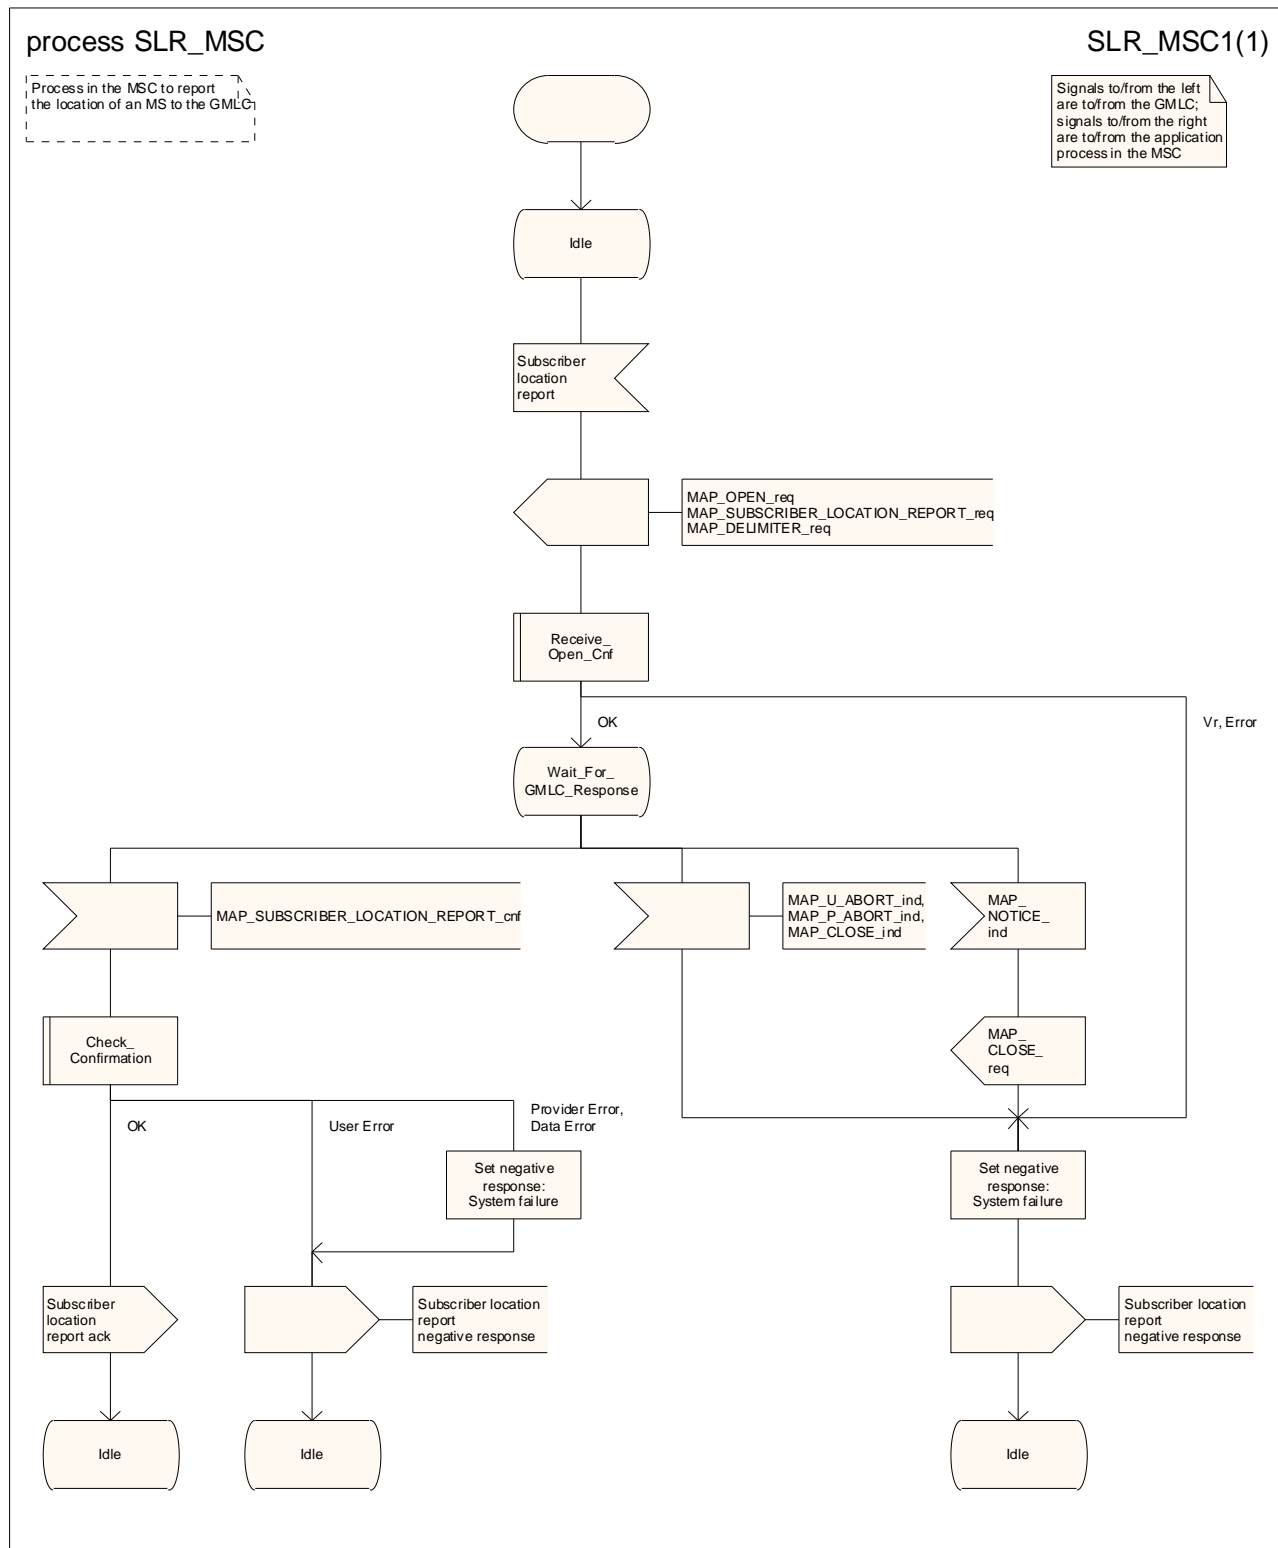 process SLR_MSC
SLR_MSC1(1)
Process in the MSC to report
the location of an MS to the GMLC
Signals to/from the left
are to/from the GMLC;
signals to/from the right
are to/from the application
process in the MSC
Idle
Subscriber
location
report
MAP_OPEN_req
MAP_SUBSCRIBER_LOCATION_REPORT_req
MAP_DELIMITER_req
Receive_
Open_Cnf
OK
Vr, Error
Wait_For_
GMLC_Response
MAP_SUBSCRIBER_LOCATION_REPORT_cnf
MAP_U_ABORT_ind,
MAP_P_ABORT_ind,
MAP_CLOSE_ind
MAP_
NOTICE_
ind
Check_
Confirmation
MAP_
CLOSE_
req
OK
User Error
Provider Error,
Data Error
Set negative
response:
System failure
Set negative
response:
System failure
Subscriber
location
report ack
Subscriber location
report
negative response
Subscriber location
report
negative response
Idle
Idle
Idle